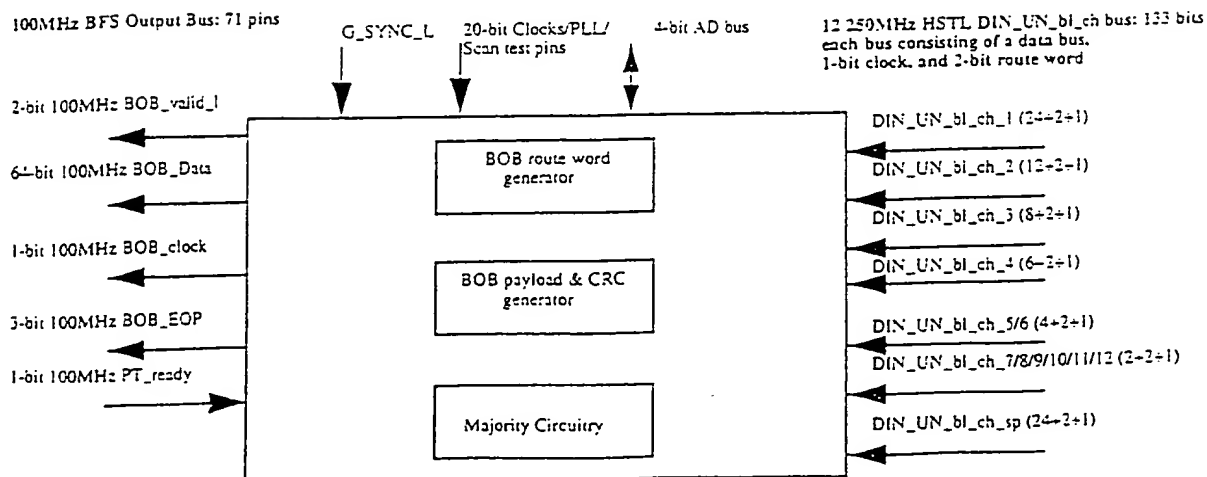 100MHz BFS Output Bus: 71 pins
G_SYNC_L
20-bit Clocks/PLL/
Scan test pins
4-bit AD bus
12 250MHz HSTL DIN_UN_bl_ch bus: 133 bits
each bus consisting of a data bus,
1-bit clock, and 2-bit route word
2-bit 100MHz BOB_valid_l
64-bit 100MHz BOB_Data
1-bit 100MHz BOB_clock
3-bit 100MHz BOB_EOP
1-bit 100MHz PT_ready
BOB route word
generator
BOB payload & CRC
generator
Majority Circuitry
DIN_UN_bl_ch_1 (24+2+1)
DIN_UN_bl_ch_2 (12+2+1)
DIN_UN_bl_ch_3 (8+2+1)
DIN_UN_bl_ch_4 (6+2+1)
DIN_UN_bl_ch_5/6 (4+2+1)
DIN_UN_bl_ch_7/8/9/10/11/12 (2+2+1)
DIN_UN_bl_ch_sp (24+2+1)